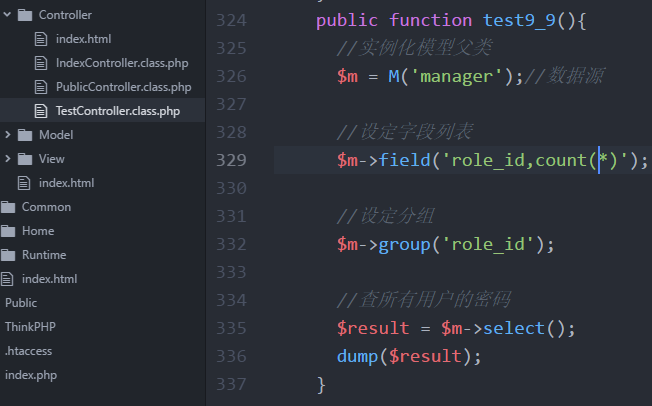 Controller
index.html
IndexController.class.php
PublicController.class.php
TestController.class.php
Model
View
index.html
Common
Home
Runtime
index.html
Public
ThinkPHP
.htaccess
index.php
324 public function test9_9(){
325 //实例化模型父类
326 $m = M('manager');//数据源
327
328 //设定字段列表
329 $m->field('role_id,count(*)');
330
331 //设定分组
332 $m->group('role_id');
333
334 //查所有用户的密码
335 $result = $m->select();
336 dump($result);
337 }